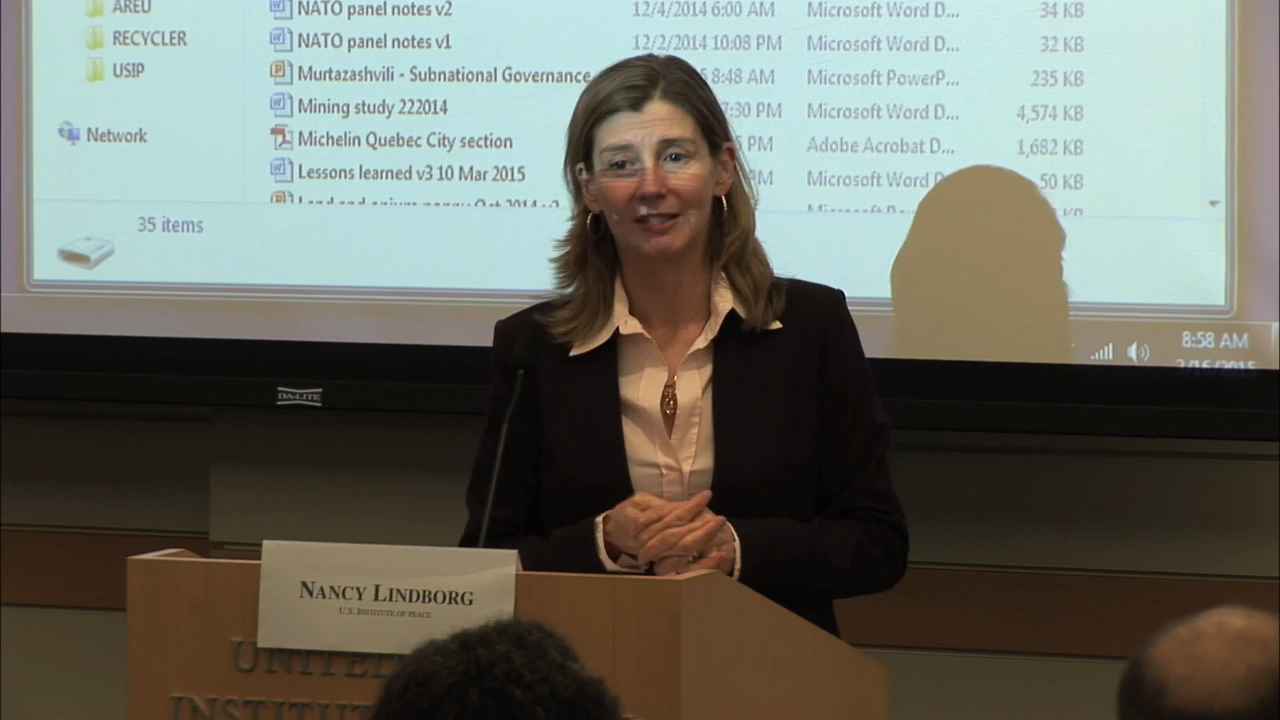 AREU
RECYCLER
USIP
Network
NATO panel notes v2 12/4/2014 6:00 AM Microsoft Word D... 34 KB
NATO panel notes v1 12/2/2014 10:08 PM Microsoft Word D... 32 KB
Murtazashvili - Subnational Governance 8:48 AM Microsoft PowerP... 235 KB
Mining study 222014 7:30 PM Microsoft Word D... 4,574 KB
Michelin Quebec City section PM Adobe Acrobat D... 1,682 KB
Lessons learned v3 10 Mar 2015 Microsoft Word 50 KB
35 items
8:58 AM
DA-LITE
NANCY LINDBORG
U.S. INSTITUTE OF PEACE
UNITED
INSTITUT